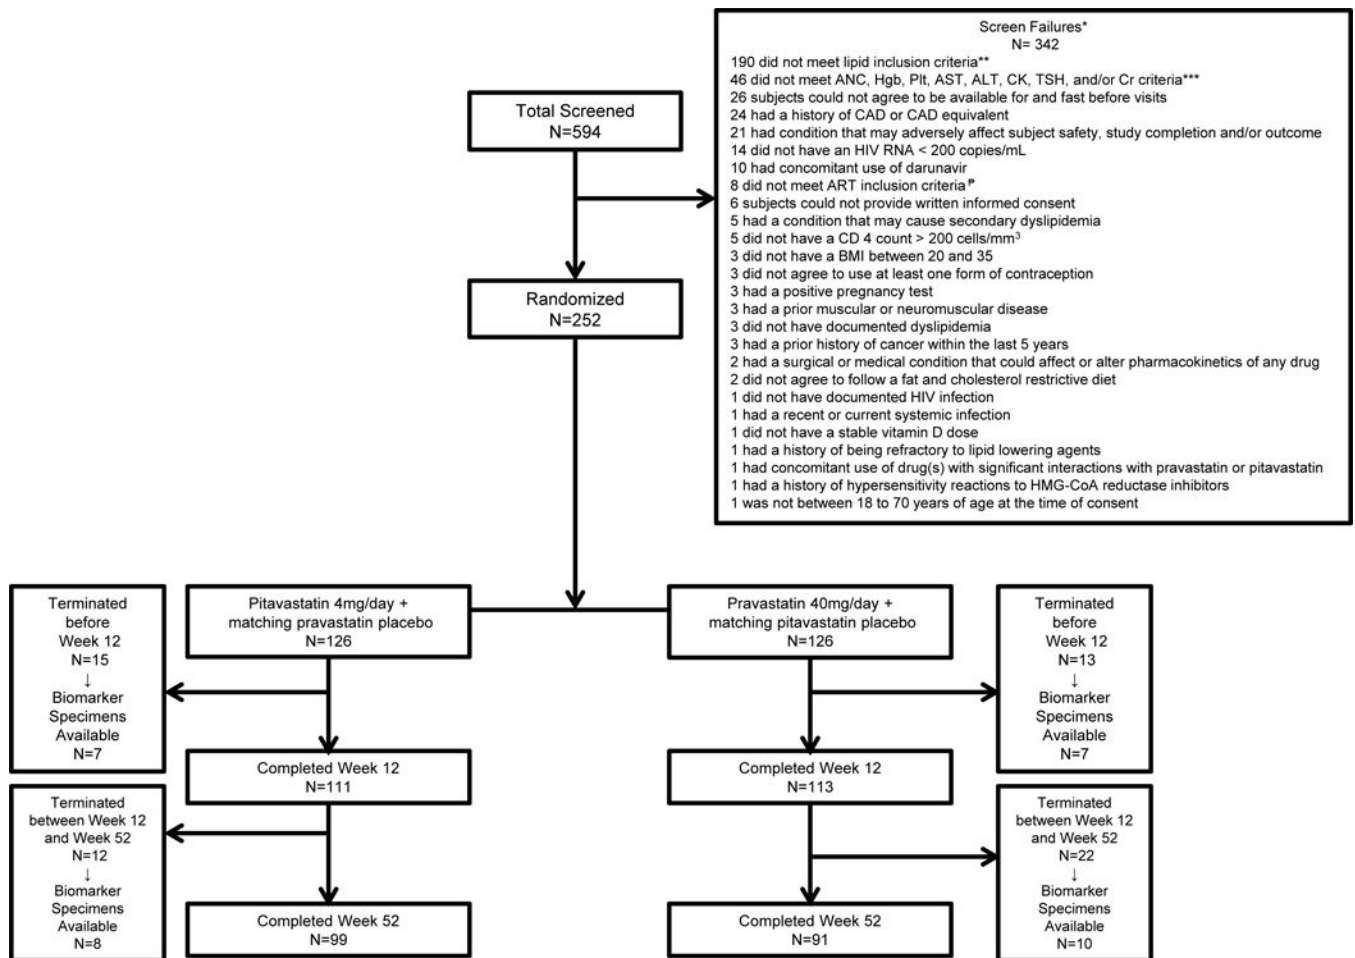 Total Screened
N=594
Screen Failures*
N= 342
190 did not meet lipid inclusion criteria**
46 did not meet ANC, Hgb, Plt, AST, ALT, CK, TSH, and/or Cr criteria***
26 subjects could not agree to be available for and fast before visits
24 had a history of CAD or CAD equivalent
21 had condition that may adversely affect subject safety, study completion and/or outcome
14 did not have an HIV RNA < 200 copies/mL
10 had concomitant use of darunavir
8 did not meet ART inclusion criteria⁋
6 subjects could not provide written informed consent
5 had a condition that may cause secondary dyslipidemia
5 did not have a CD 4 count > 200 cells/mm³
3 did not have a BMI between 20 and 35
3 did not agree to use at least one form of contraception
3 had a positive pregnancy test
3 had a prior muscular or neuromuscular disease
3 did not have documented dyslipidemia
3 had a prior history of cancer within the last 5 years
2 had a surgical or medical condition that could affect or alter pharmacokinetics of any drug
2 did not agree to follow a fat and cholesterol restrictive diet
1 did not have documented HIV infection
1 had a recent or current systemic infection
1 did not have a stable vitamin D dose
1 had a history of being refractory to lipid lowering agents
1 had concomitant use of drug(s) with significant interactions with pravastatin or pitavastatin
1 had a history of hypersensitivity reactions to HMG-CoA reductase inhibitors
1 was not between 18 to 70 years of age at the time of consent
Randomized
N=252
Terminated
before
Week 12
N=15
↓
Biomarker
Specimens
Available
N=7
Pitavastatin 4mg/day +
matching pravastatin placebo
N=126
Pravastatin 40mg/day +
matching pitavastatin placebo
N=126
Terminated
before
Week 12
N=13
↓
Biomarker
Specimens
Available
N=7
Completed Week 12
N=111
Completed Week 12
N=113
Terminated
between Week 12
and Week 52
N=12
↓
Biomarker
Specimens
Available
N=8
Terminated
between Week 12
and Week 52
N=22
↓
Biomarker
Specimens
Available
N=10
Completed Week 52
N=99
Completed Week 52
N=91